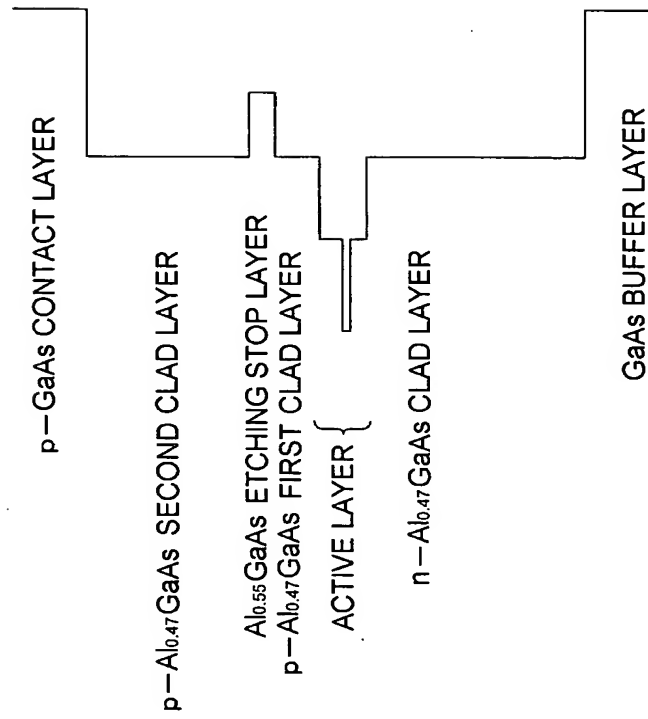 p–GaAs CONTACT LAYER
p–Al0.47GaAs SECOND CLAD LAYER
Al0.55GaAs ETCHING STOP LAYER
p–Al0.47GaAs FIRST CLAD LAYER
ACTIVE LAYER
n–Al0.47GaAs CLAD LAYER
GaAs BUFFER LAYER